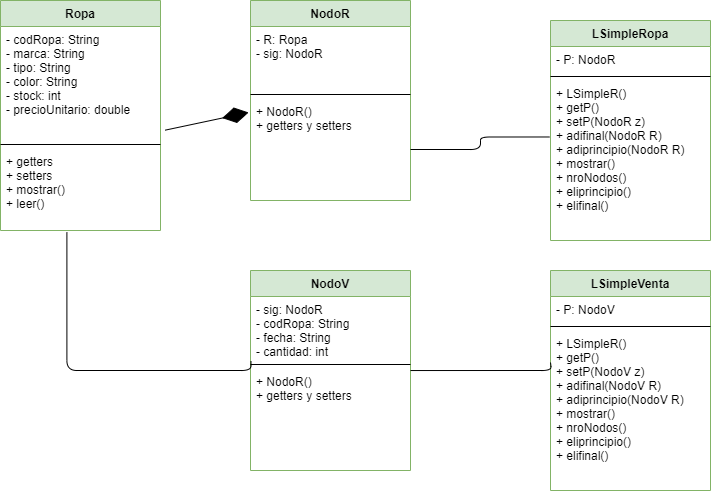 Ropa
- codRopa: String
- marca: String
- tipo: String
- color: String
- stock: int
- precioUnitario: double
+ getters
+ setters
+ mostrar()
+ leer()
NodoR
- R: Ropa
- sig: NodoR
+ NodoR()
+ getters y setters
LSimpleRopa
- P: NodoR
+ LSimpleR()
+ getP()
+ setP(NodoR z)
+ adifinal(NodoR R)
+ adiprincipio(NodoR R)
+ mostrar()
+ nroNodos()
+ eliprincipio()
+ elifinal()
NodoV
- sig: NodoR
- codRopa: String
- fecha: String
- cantidad: int
+ NodoR()
+ getters y setters
LSimpleVenta
- P: NodoV
+ LSimpleR()
+ getP()
+ setP(NodoV z)
+ adifinal(NodoV R)
+ adiprincipio(NodoV R)
+ mostrar()
+ nroNodos()
+ eliprincipio()
+ elifinal()